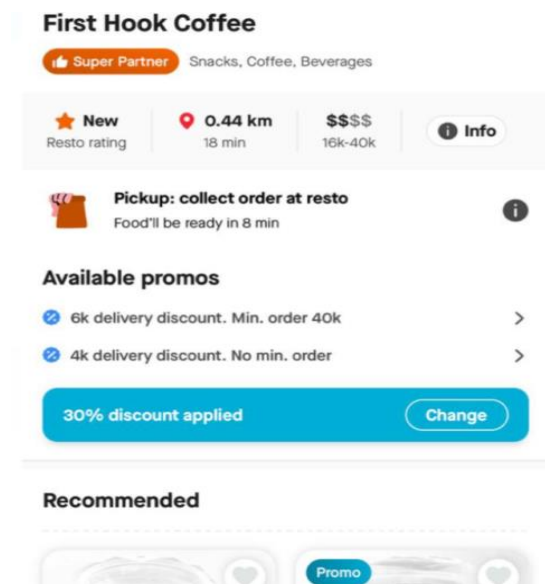 First Hook Coffee
Super Partner Snacks, Coffee, Beverages
New 0.44 km $$$$ Info
Resto rating 18 min 16k-40k
Pickup: collect order at resto
Food'll be ready in 8 min
Available promos
6k delivery discount. Min. order 40k
4k delivery discount. No min. order
30% discount applied Change
Recommended
Promo